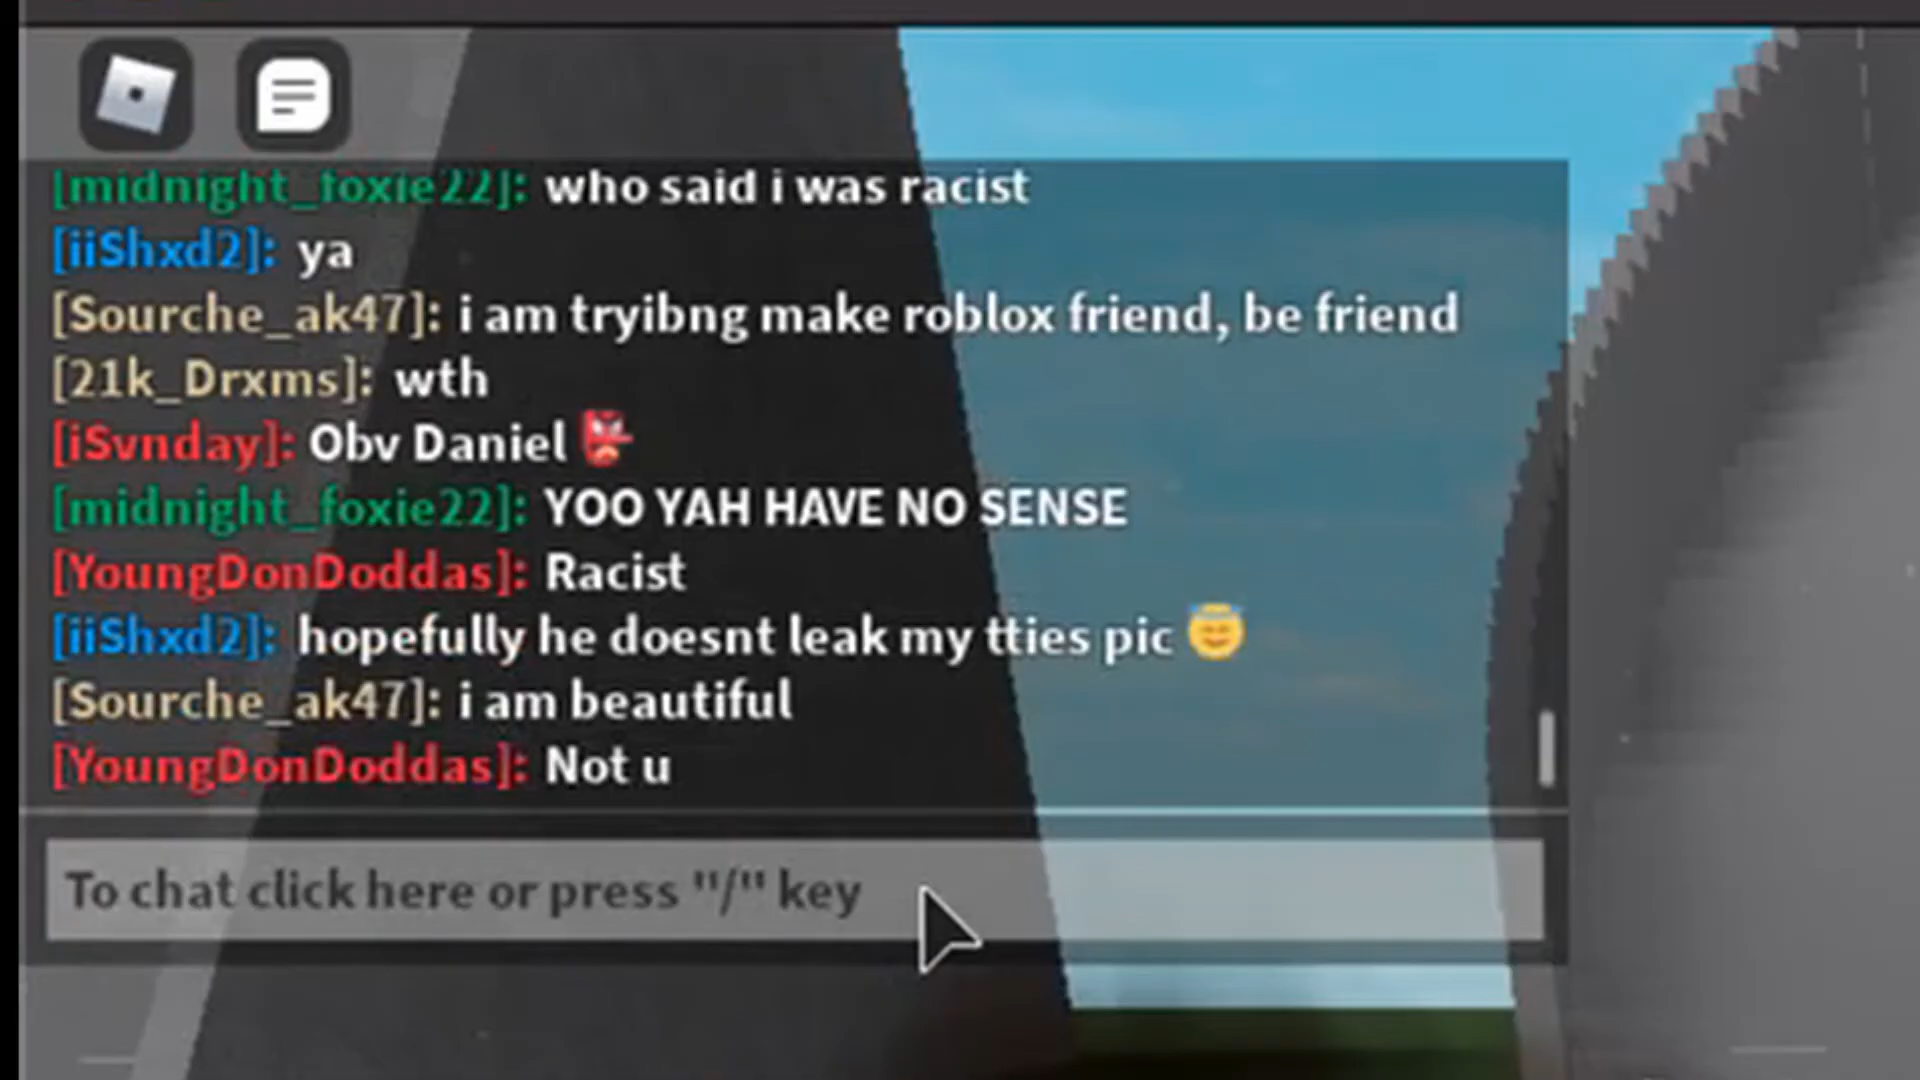 [midnight_foxie22]: who said i was racist
[iiShxd2]: ya
[Sourche_ak47]: i am tryibng make roblox friend, be friend
[21k_Drxms]: wth
[iSvnday]: Obv Daniel 👺
[midnight_foxie22]: YOO YAH HAVE NO SENSE
[YoungDonDoddas]: Racist
[iiShxd2]: hopefully he doesnt leak my tties pic 😇
[Sourche_ak47]: i am beautiful
[YoungDonDoddas]: Not u
To chat click here or press "/" key